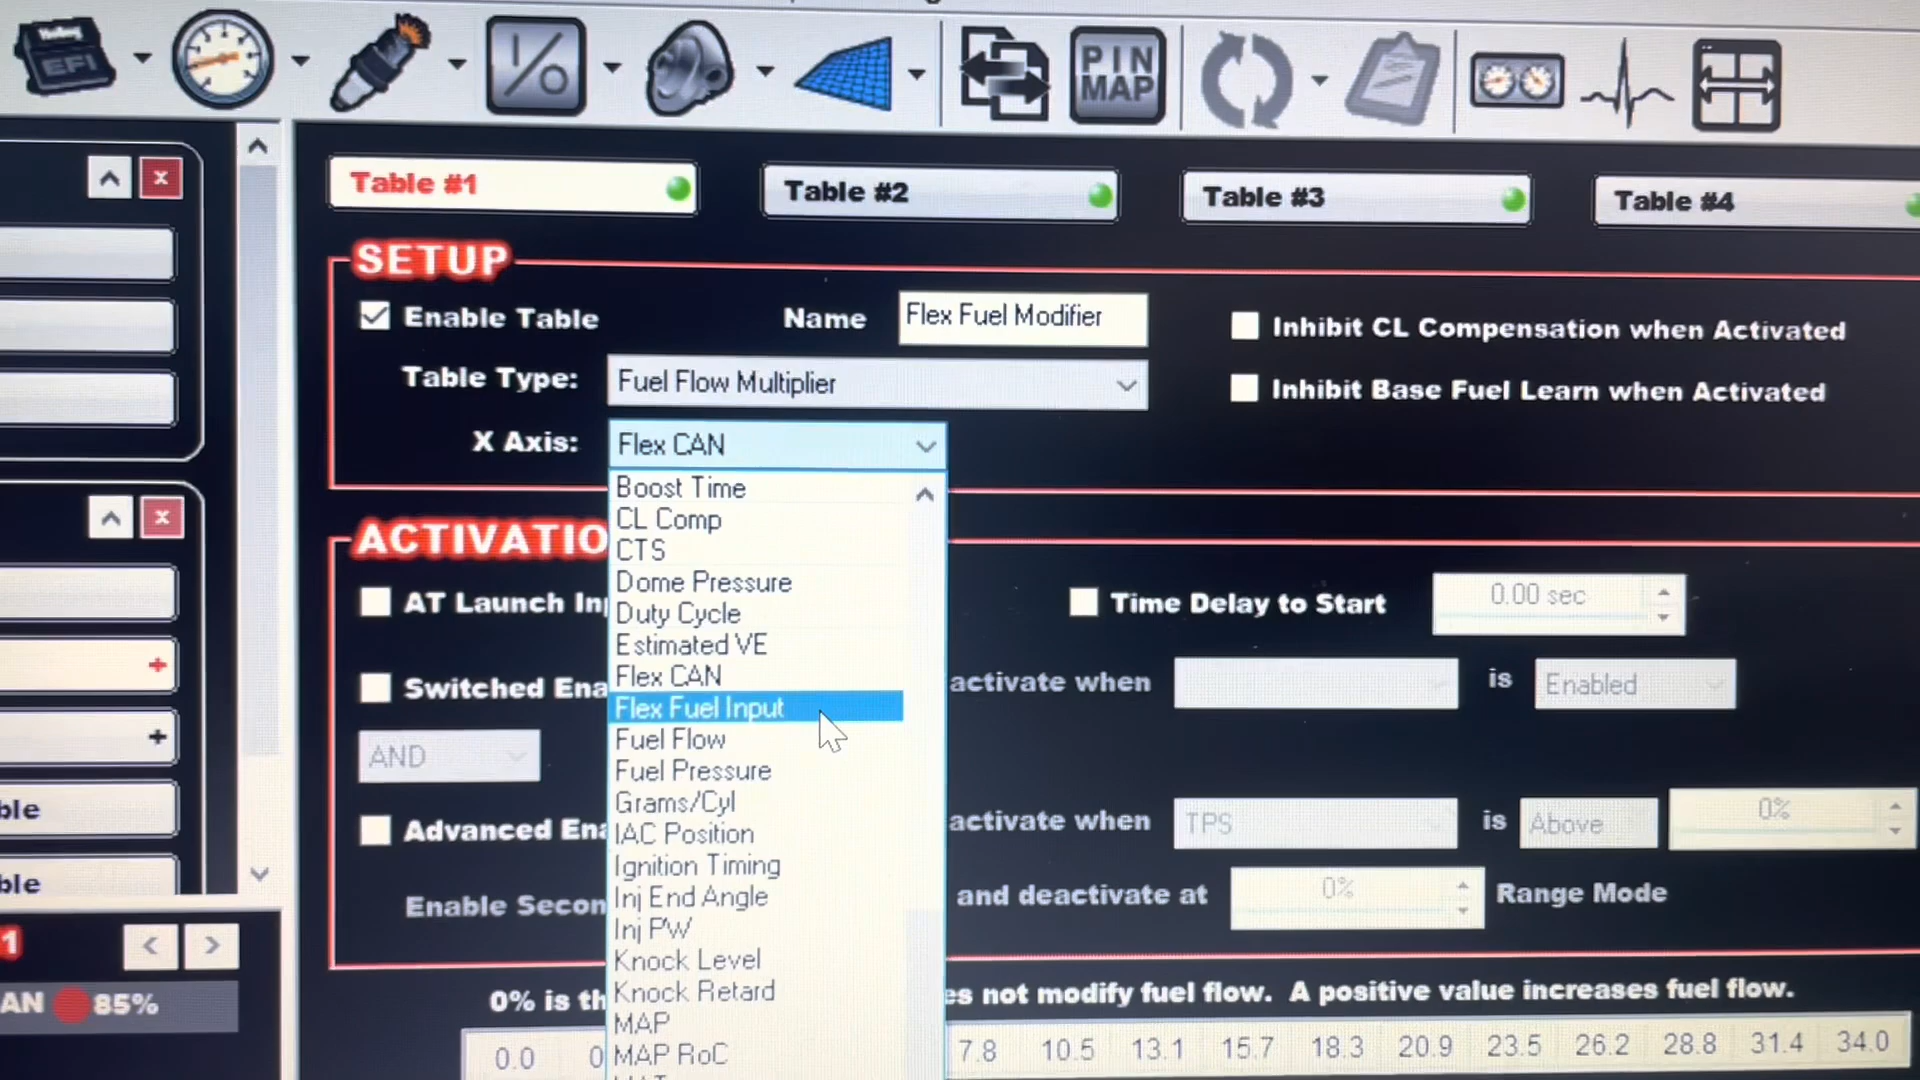 Holley
EFI
I/O
PIN
MAP
Table #1
Table #2
Table #3
Table #4
SETUP
Enable Table
Name
Flex Fuel Modifier
Inhibit CL Compensation when Activated
Table Type:
Fuel Flow Multiplier
Inhibit Base Fuel Learn when Activated
X Axis:
Flex CAN
Boost Time
CL Comp
CTS
Dome Pressure
Duty Cycle
Estimated VE
Flex CAN
Flex Fuel Input
Fuel Flow
Fuel Pressure
Grams/Cyl
IAC Position
Ignition Timing
Inj End Angle
Inj PW
Knock Level
Knock Retard
MAP
MAP RoC
ACTIVATIO
AT Launch In
Time Delay to Start
0.00 sec
Switched Ena
activate when
is
Enabled
AND
Advanced Ena
activate when
TPS
is
Above
0%
Enable Secon
and deactivate at
0%
Range Mode
ble
ble
1
AN 85%
0% is th
es not modify fuel flow. A positive value increases fuel flow.
0.0 0 7.8 10.5 13.1 15.7 18.3 20.9 23.5 26.2 28.8 31.4 34.0